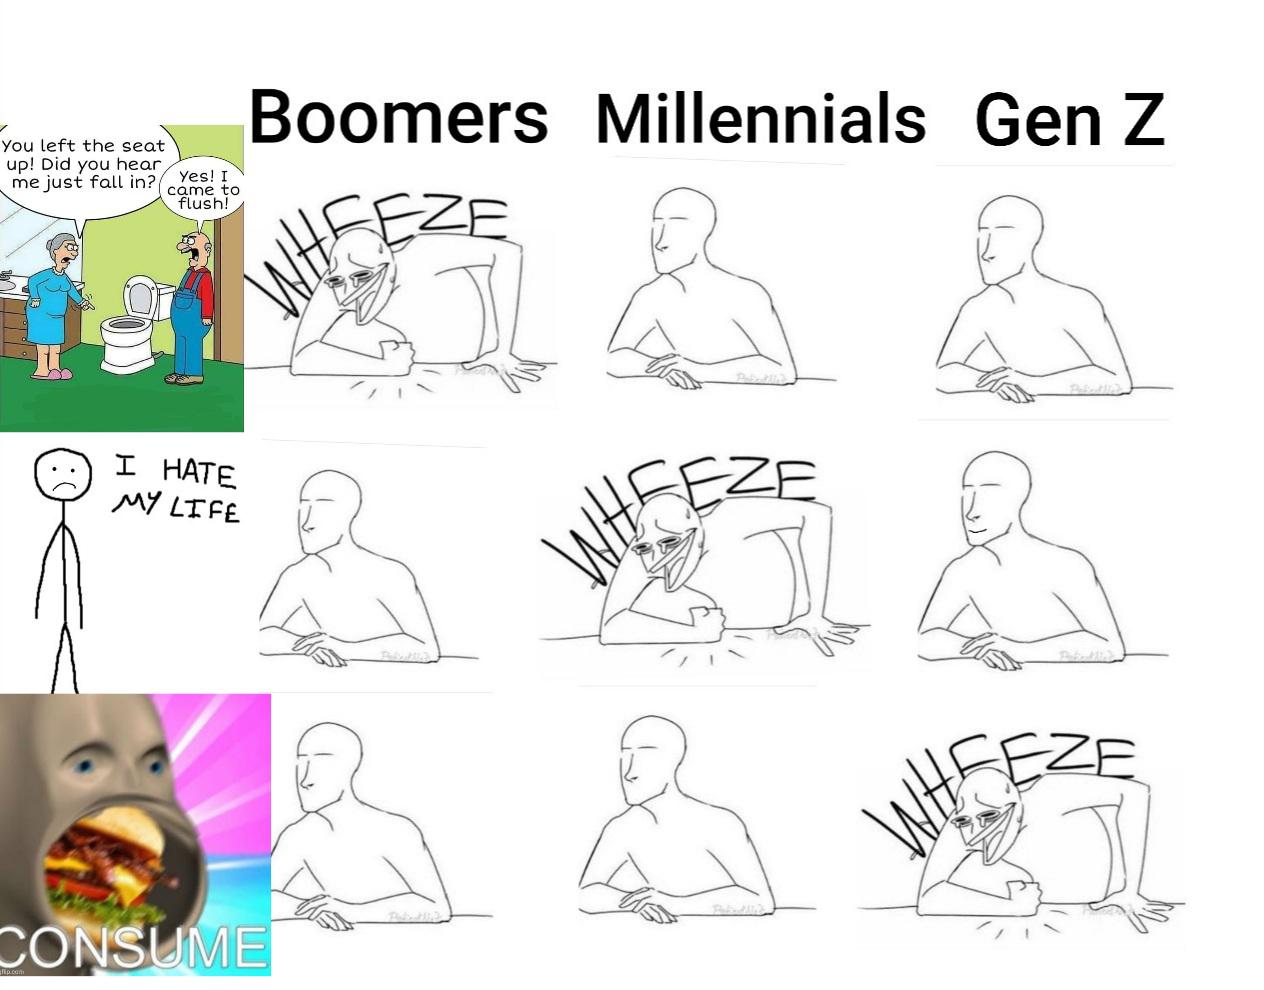 Boomers Millennials Gen Z
You left the seat
up! Did you hear
me just fall in?
Yes! I
came to
flush!
WHEEZE
I HATE
MY LIFE
WHEEZE
WHEEZE
CONSUME